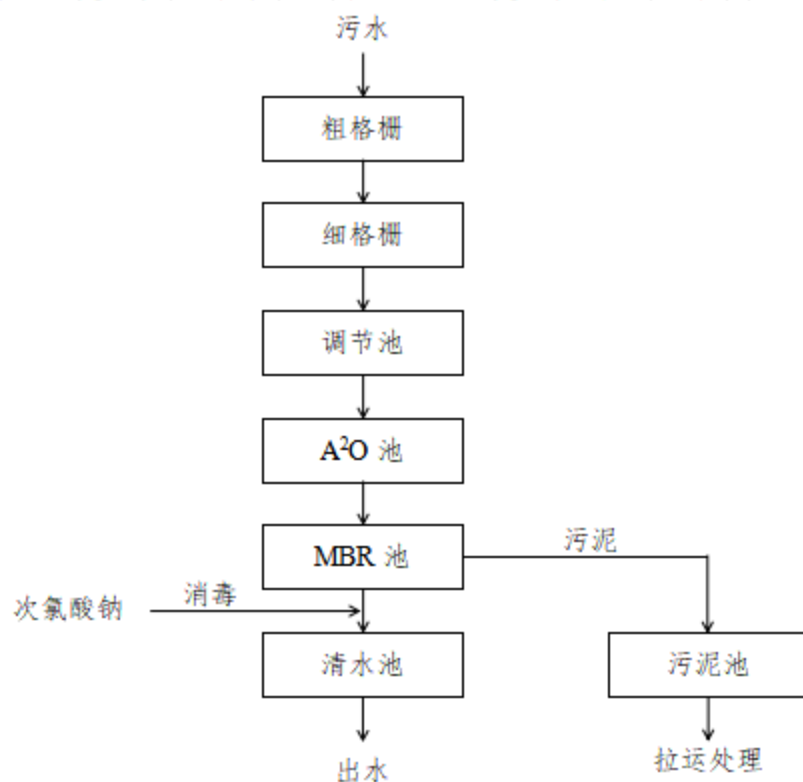 污水
粗格栅
细格栅
调节池
A²O 池
MBR 池
污泥
次氯酸钠
消毒
清水池
污泥池
出水
拉运处理